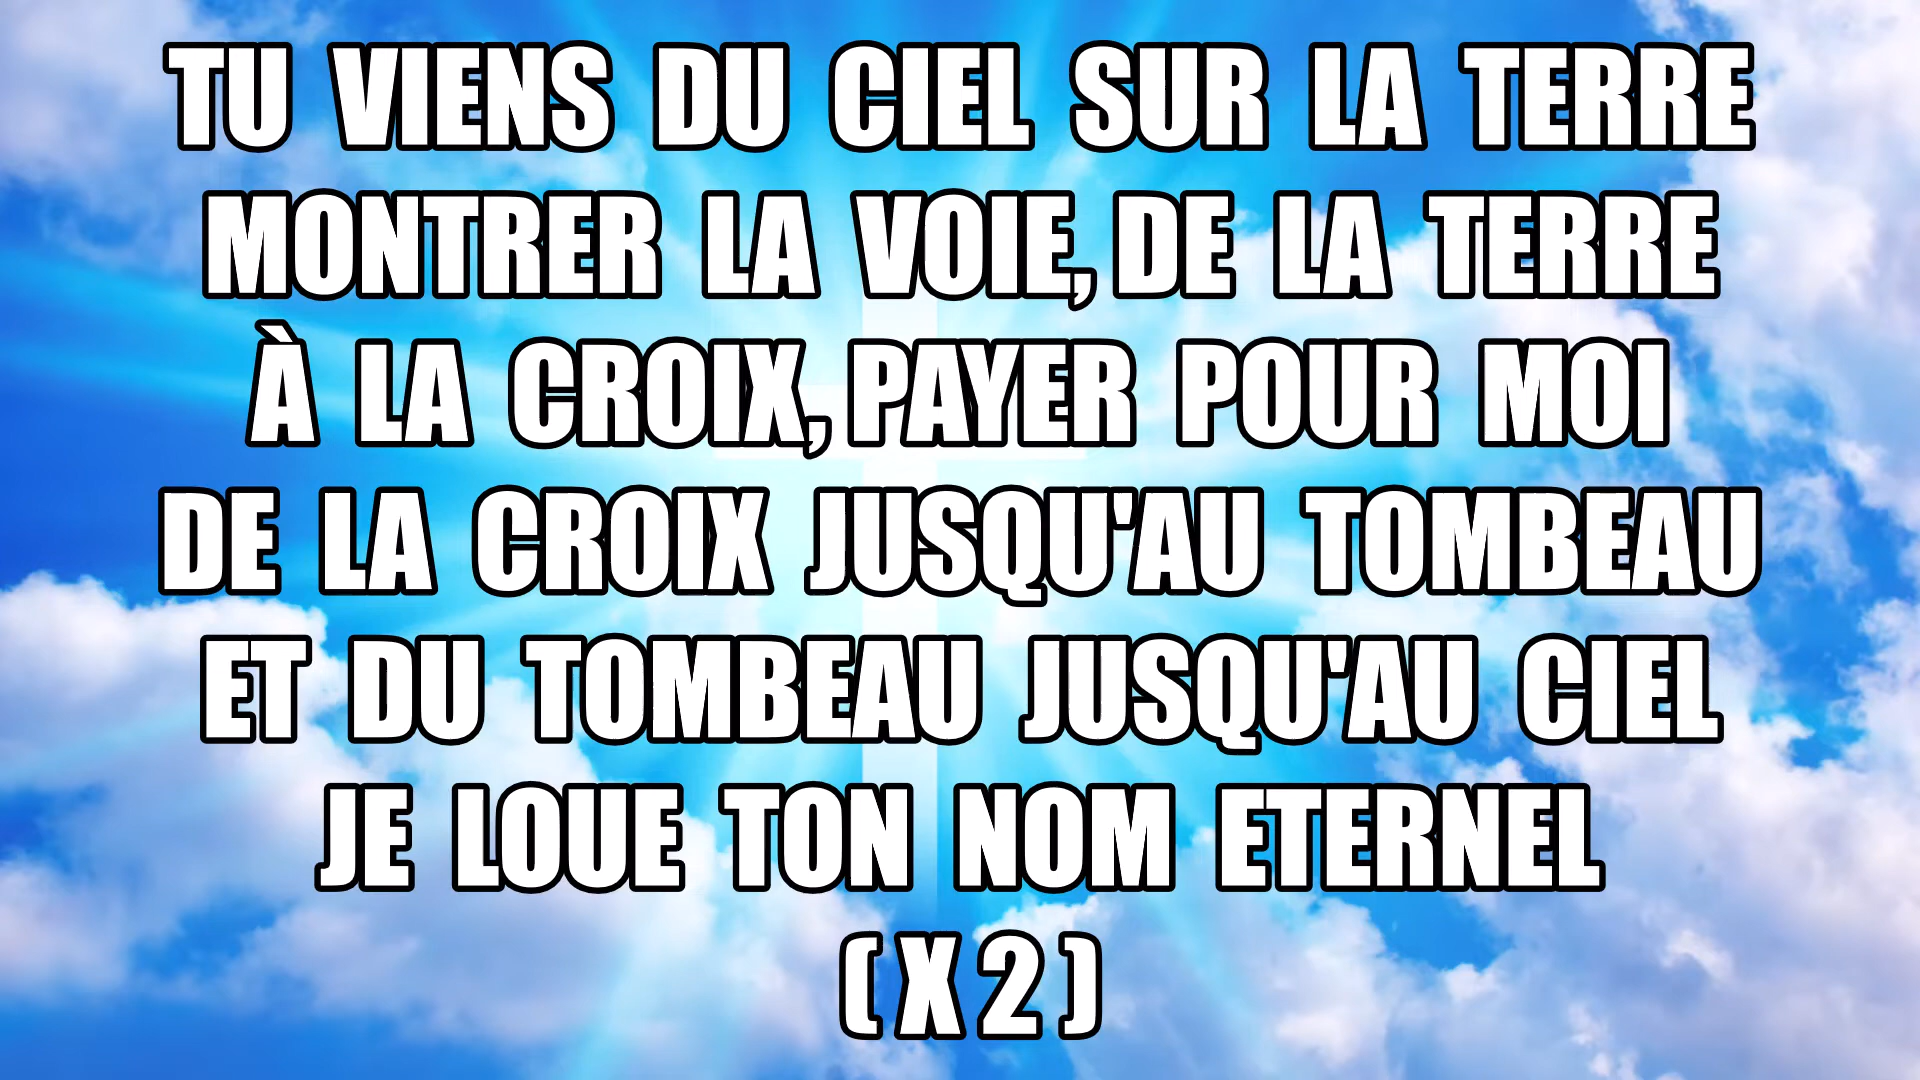 TU VIENS DU CIEL SUR LA TERRE
MONTRER LA VOIE, DE LA TERRE
À LA CROIX, PAYER POUR MOI
DE LA CROIX JUSQU'AU TOMBEAU
ET DU TOMBEAU JUSQU'AU CIEL
JE LOUE TON NOM ETERNEL
(X2)